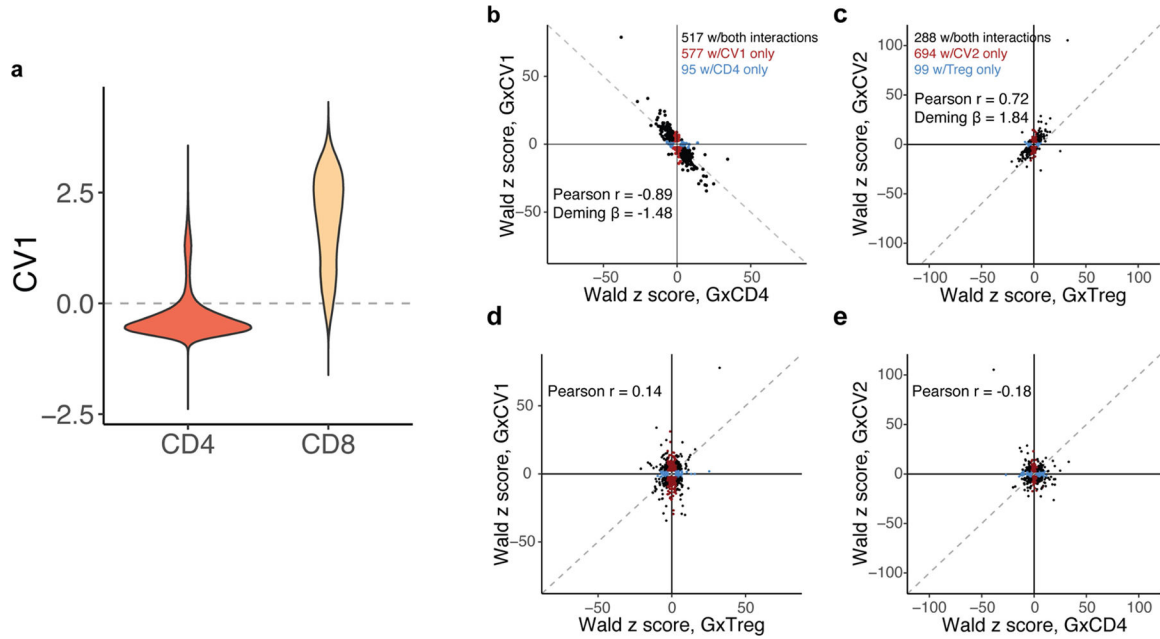 a
CV1
2.5
0.0
−2.5
CD4
CD8
b
Wald z score, GxCV1
50
0
−50
517 w/both interactions
577 w/CV1 only
95 w/CD4 only
Pearson r = -0.89
Deming β = -1.48
−50
0
50
Wald z score, GxCD4
c
Wald z score, GxCV2
100
50
0
−50
−100
288 w/both interactions
694 w/CV2 only
99 w/Treg only
Pearson r = 0.72
Deming β = 1.84
−100
−50
0
50
100
Wald z score, GxTreg
d
Wald z score, GxCV1
50
0
−50
Pearson r = 0.14
−50
0
50
Wald z score, GxTreg
e
Wald z score, GxCV2
100
50
0
−50
−100
Pearson r = -0.18
−100
−50
0
50
100
Wald z score, GxCD4